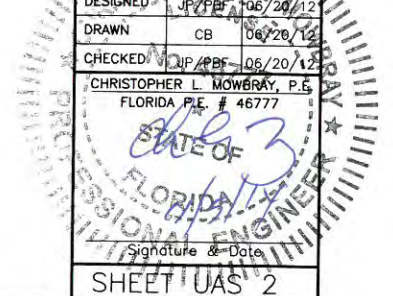 DESIGNED JP/PBF 06/20/12
DRAWN CB 06/20/12
CHECKED JP/PBF 06/20/12
CHRISTOPHER L. MOWBRAY, P.E.
FLORIDA P.E. # 46777
STATE OF
FLORIDA
PROFESSIONAL ENGINEER
Signature & Date
SHEET UAS 2